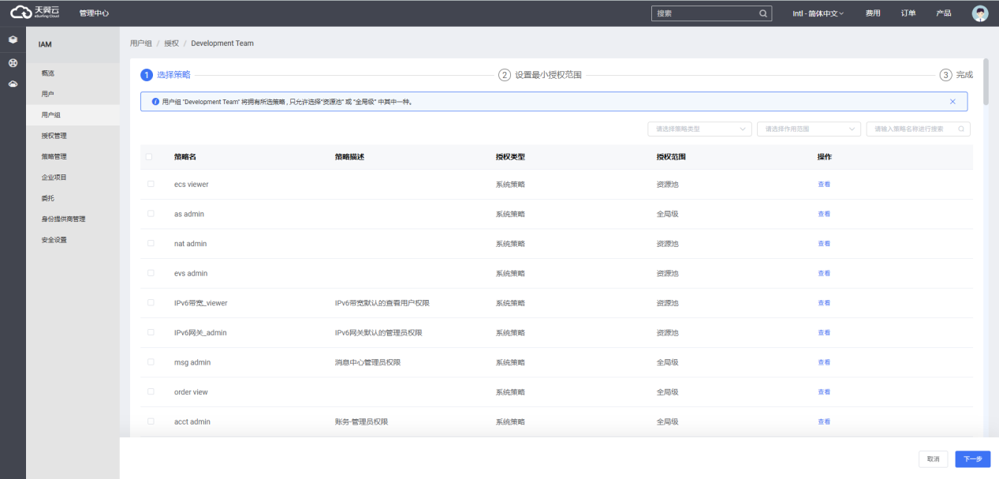 天翼云 管理中心 搜索 Intl - 简体中文 费用 订单 产品
eSurfing Cloud
IAM
概览
用户
用户组
授权管理
策略管理
企业项目
委托
身份提供商管理
安全设置
用户组 / 授权 / Development Team
1 选择策略 2 设置最小授权范围 3 完成
用户组 "Development Team" 将拥有所选策略 , 只允许选择"资源池" 或 "全局级" 中其中一种。
请选择策略类型 请选择作用范围 请输入策略名称进行搜索
策略名 策略描述 授权类型 授权范围 操作
ecs viewer 系统策略 资源池 查看
as admin 系统策略 全局级 查看
nat admin 系统策略 资源池 查看
evs admin 系统策略 资源池 查看
IPv6带宽_viewer IPv6带宽默认的查看用户权限 系统策略 资源池 查看
IPv6网关_admin IPv6网关默认的管理员权限 系统策略 资源池 查看
msg admin 消息中心管理员权限 系统策略 全局级 查看
order view 系统策略 全局级 查看
acct admin 账务-管理员权限 系统策略 全局级 查看
取消 下一步